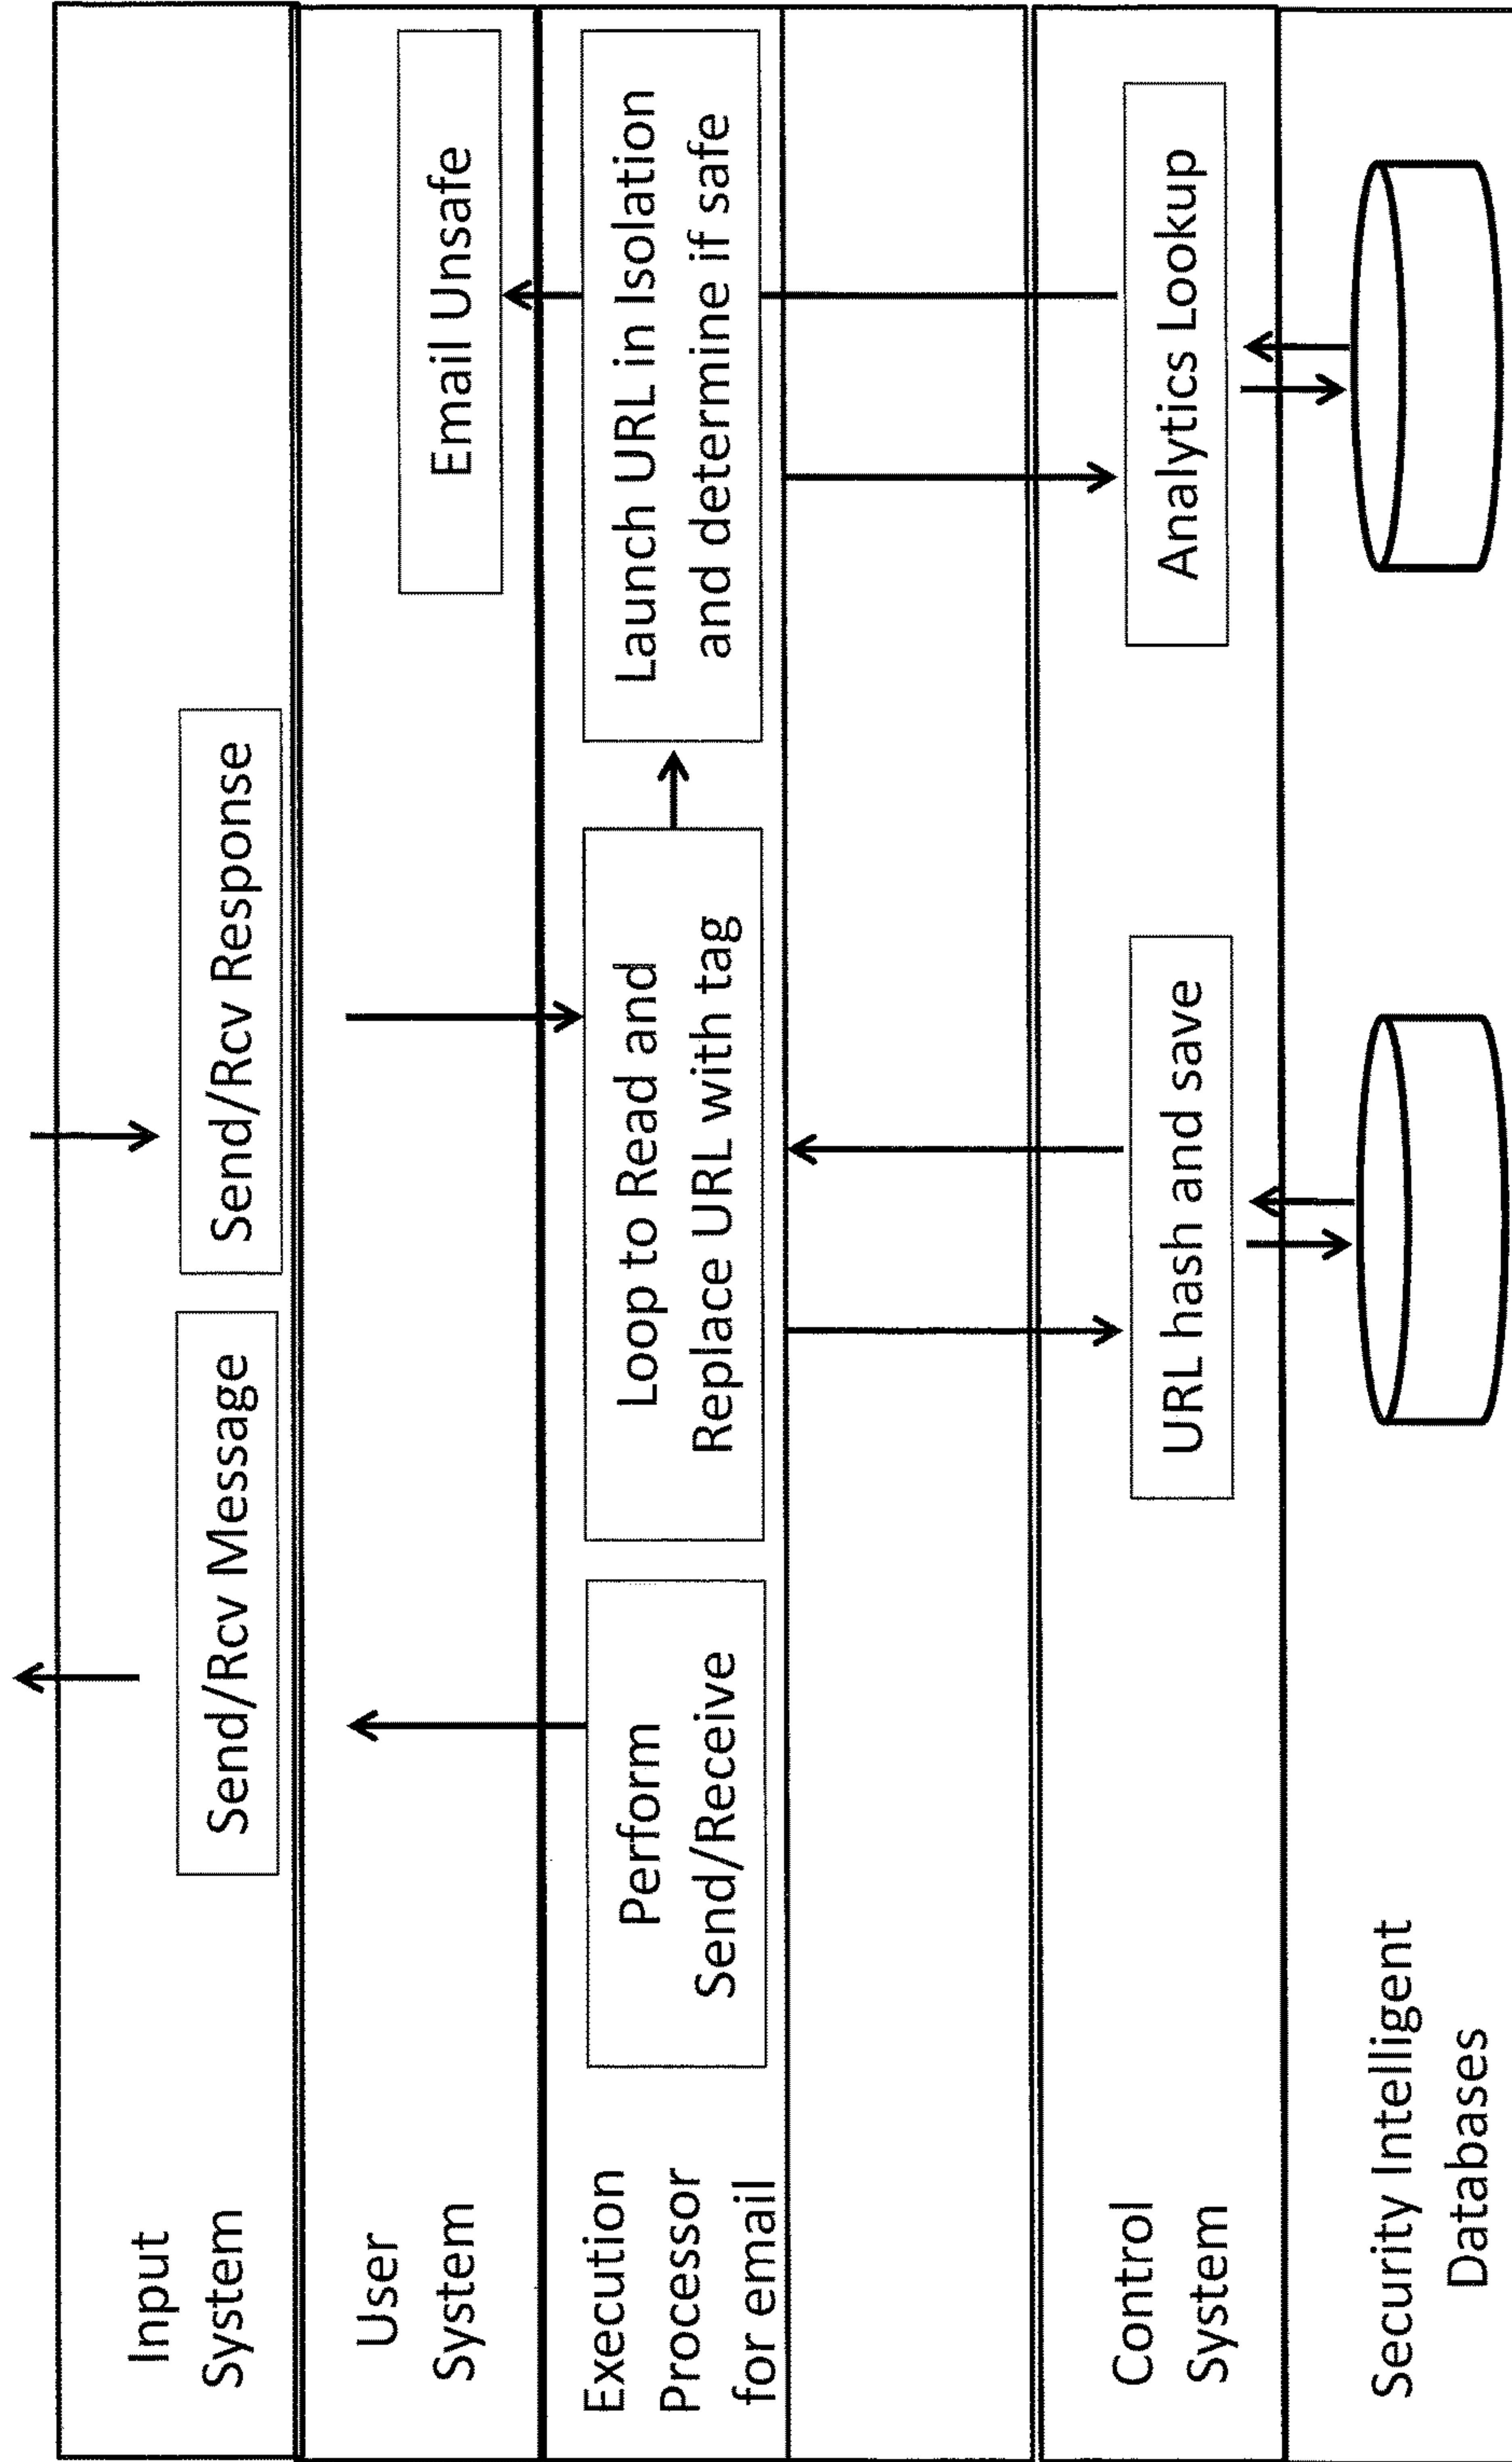 Input
System
Send/Rcv Message
Send/Rcv Response
User
System
Email Unsafe
Execution
Processor
for email
Perform
Send/Receive
Loop to Read and
Replace URL with tag
Launch URL in Isolation
and determine if safe
Control
System
URL hash and save
Analytics Lookup
Security Intelligent
Databases